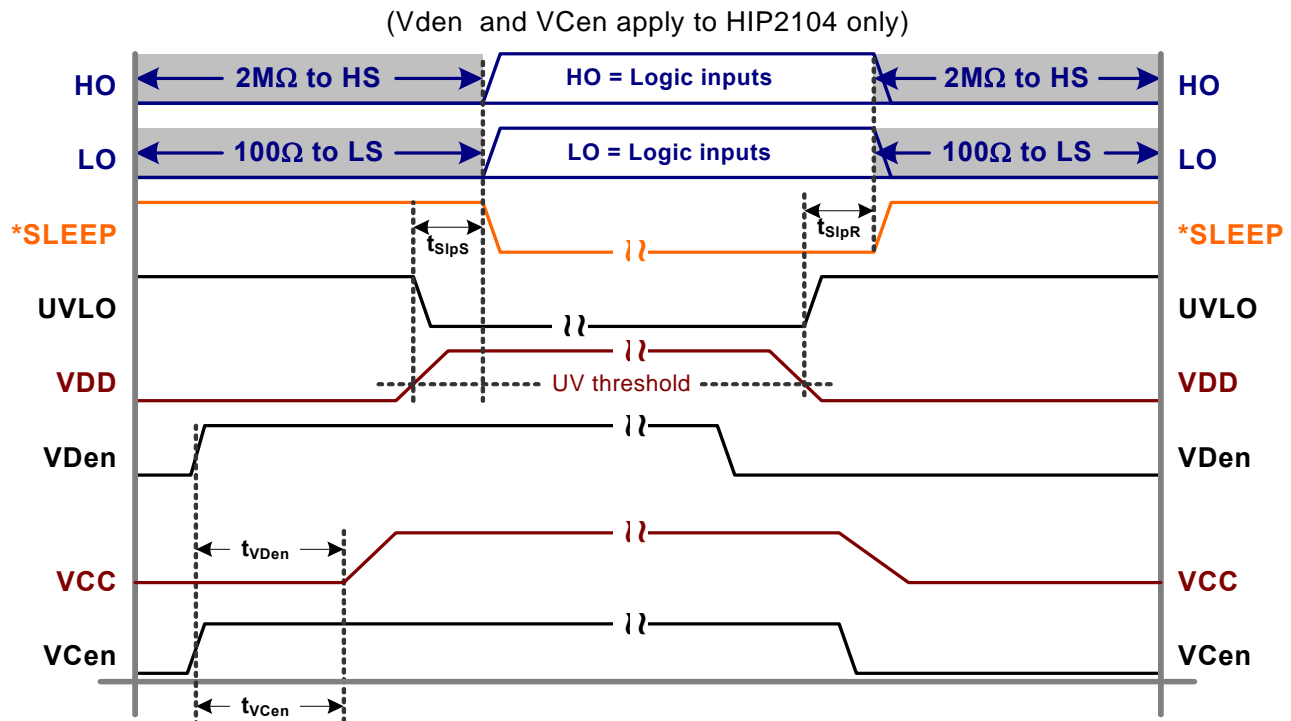 (Vden and VCen apply to HIP2104 only)
HO 2MΩ to HS HO = Logic inputs 2MΩ to HS HO
LO 100Ω to LS LO = Logic inputs 100Ω to LS LO
*SLEEP tSlpS tSlpR *SLEEP
UVLO UVLO
VDD UV threshold VDD
VDen VDen
tVDen
VCC VCC
VCen VCen
tVCen